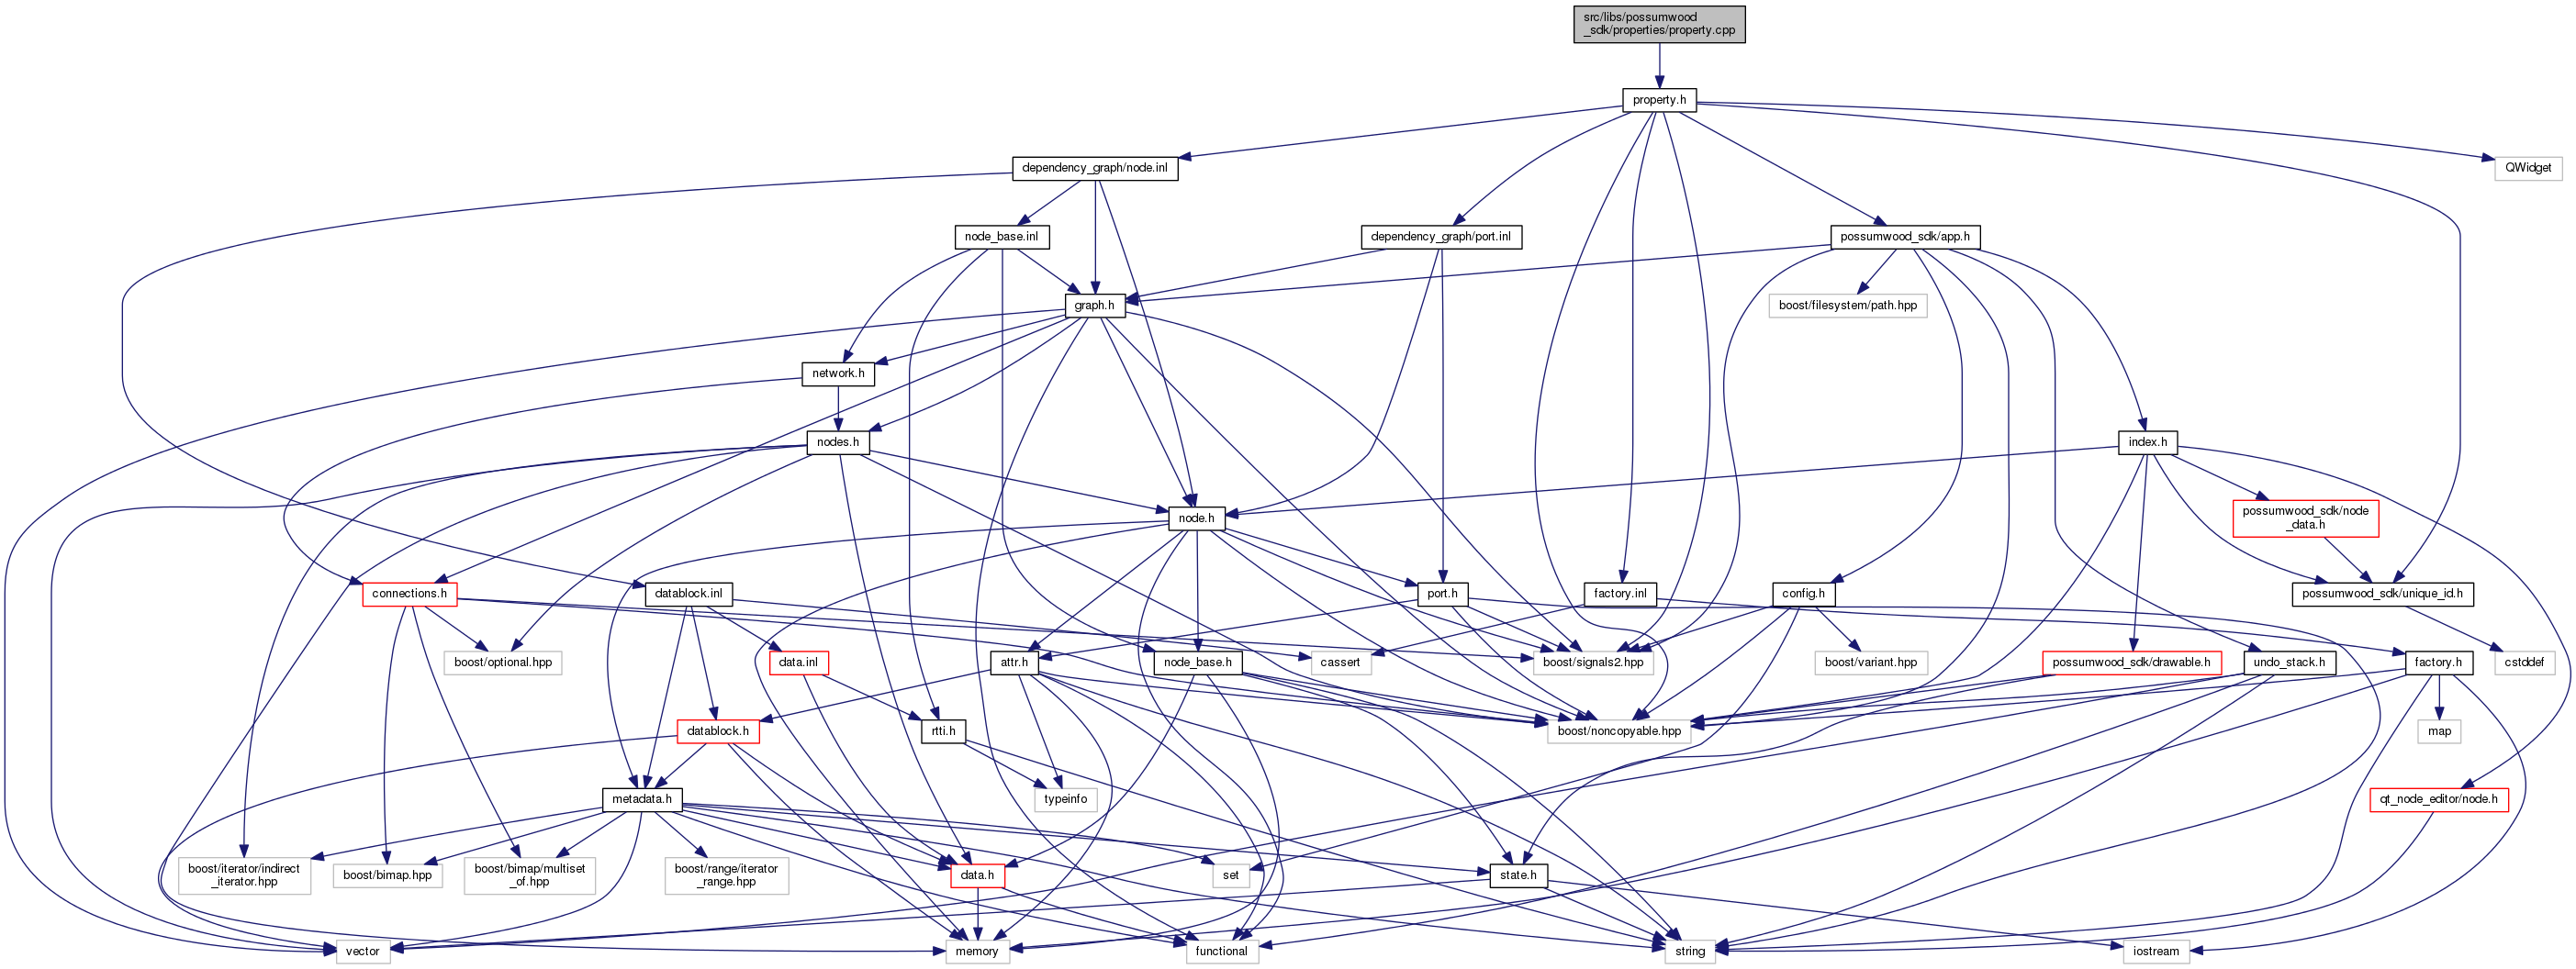 src/libs/possumwood
_sdk/properties/property.cpp
property.h
dependency_graph/node.inl
QWidget
node_base.inl
dependency_graph/port.inl
possumwood_sdk/app.h
graph.h
boost/filesystem/path.hpp
network.h
nodes.h
index.h
node.h
possumwood_sdk/node
_data.h
connections.h
datablock.inl
port.h
factory.inl
config.h
possumwood_sdk/unique_id.h
boost/optional.hpp
data.inl
attr.h
node_base.h
cassert
boost/signals2.hpp
boost/variant.hpp
possumwood_sdk/drawable.h
undo_stack.h
factory.h
cstddef
datablock.h
rtti.h
boost/noncopyable.hpp
map
metadata.h
typeinfo
qt_node_editor/node.h
boost/iterator/indirect
_iterator.hpp
boost/bimap.hpp
boost/bimap/multiset
_of.hpp
boost/range/iterator
_range.hpp
data.h
set
state.h
vector
memory
functional
string
iostream